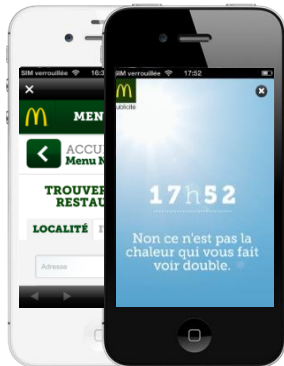 SIM verrouillée 16:3
MEN
ACCU
Menu N
TROUVE
RESTAU
LOCALITÉ
Adresse
SIM verrouillée 17:52
Publicité
17h52
Non ce n'est pas la
chaleur qui vous fait
voir double.